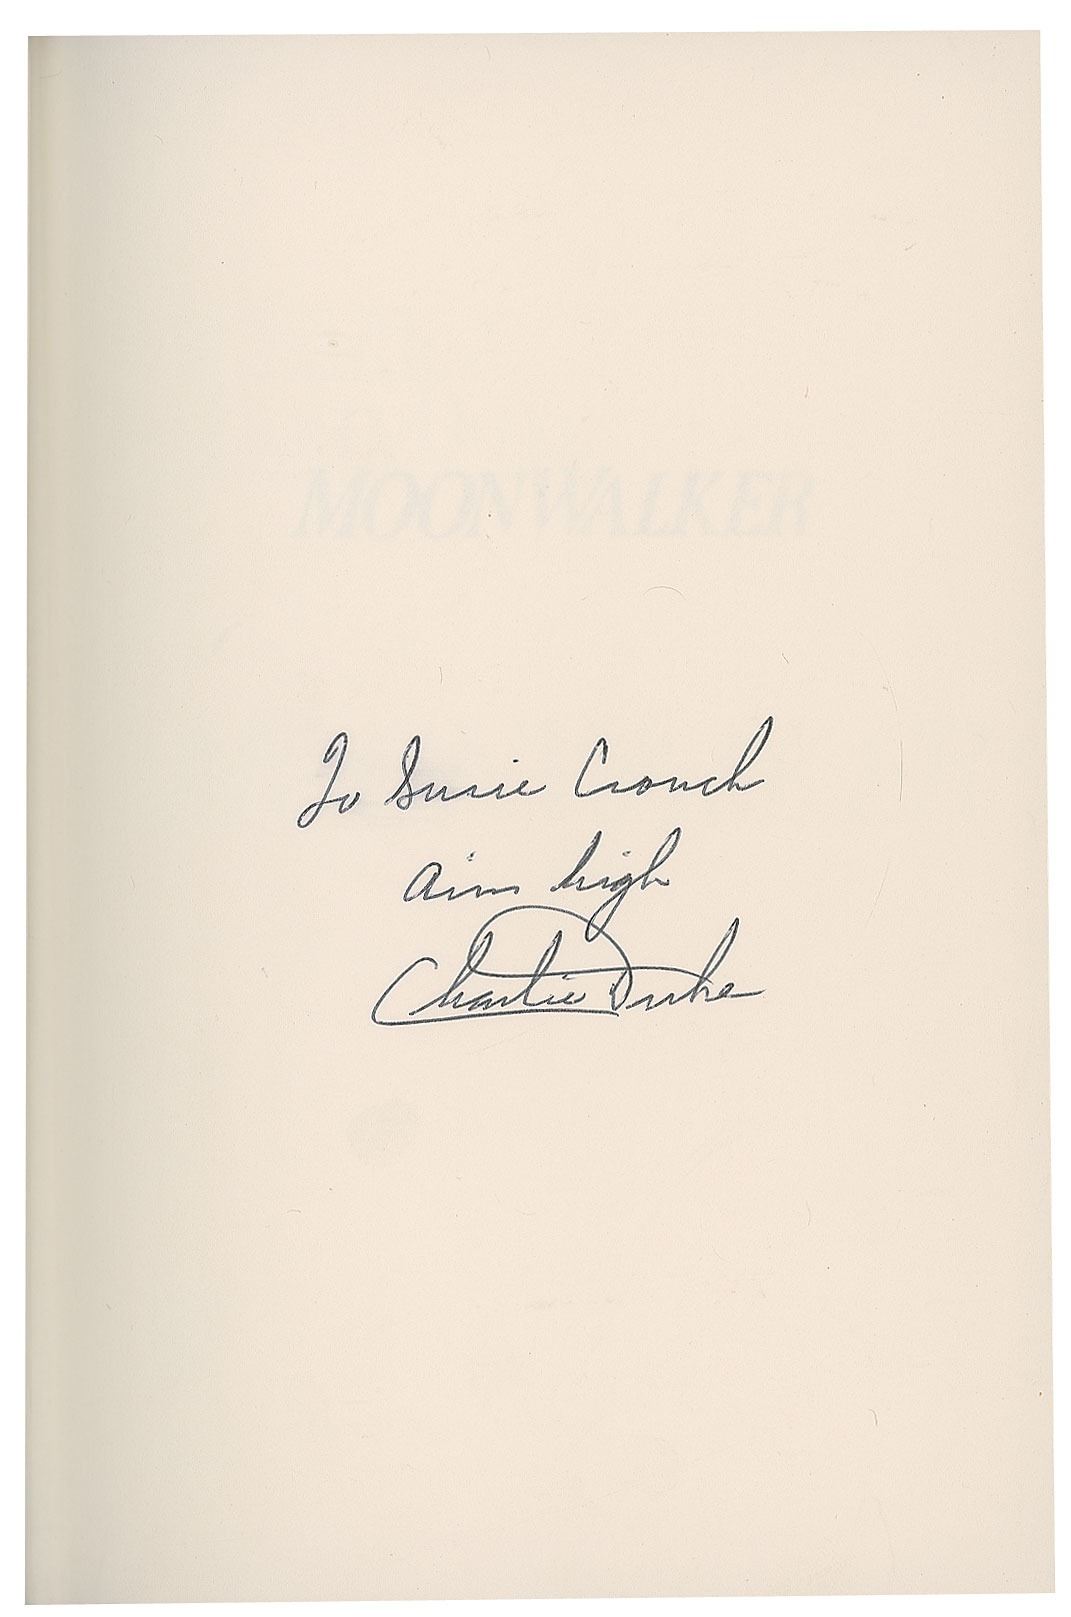 MOONWALKER
To Susie Crouch
aim high
Charlie Duke